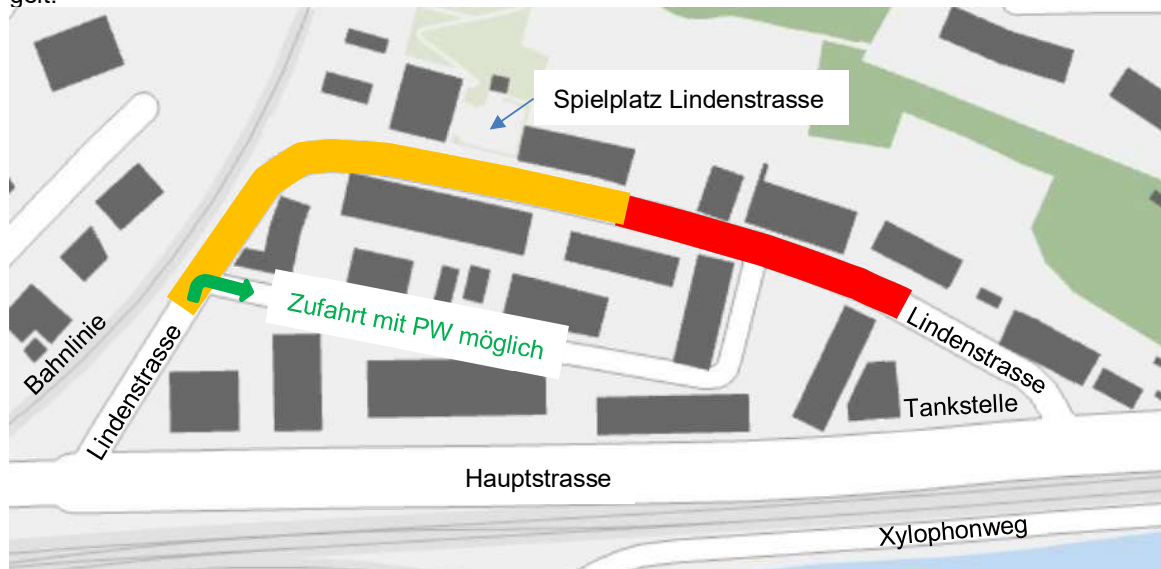 Spielplatz Lindenstrasse
Zufahrt mit PW möglich
Bahnlinie
Lindenstrasse
Lindenstrasse
Tankstelle
Hauptstrasse
Xylophonweg